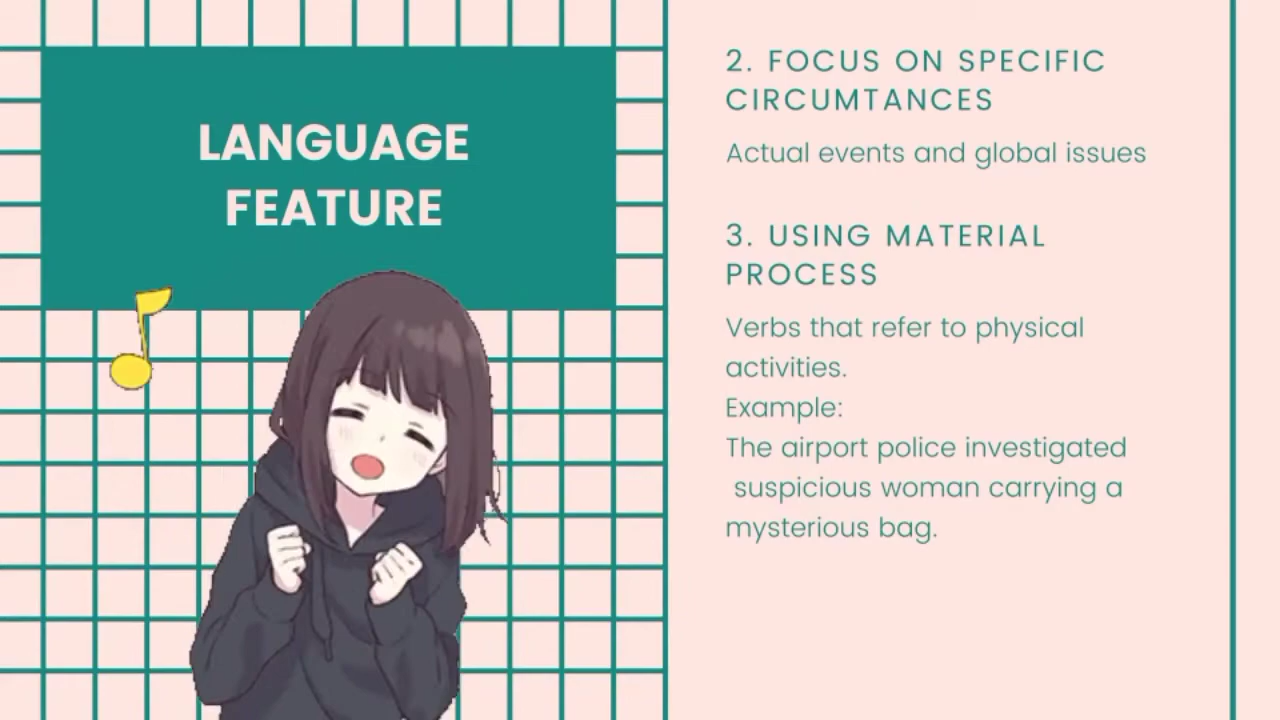 LANGUAGE
FEATURE
2. FOCUS ON SPECIFIC
CIRCUMTANCES
Actual events and global issues
3. USING MATERIAL
PROCESS
Verbs that refer to physical
activities.
Example:
The airport police investigated
suspicious woman carrying a
mysterious bag.